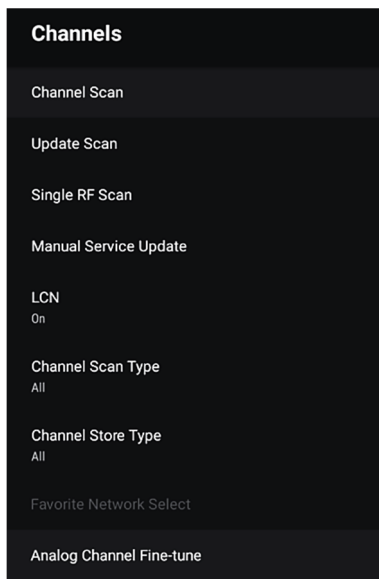 Channels
Channel Scan
Update Scan
Single RF Scan
Manual Service Update
LCN
On
Channel Scan Type
All
Channel Store Type
All
Favorite Network Select
Analog Channel Fine-tune